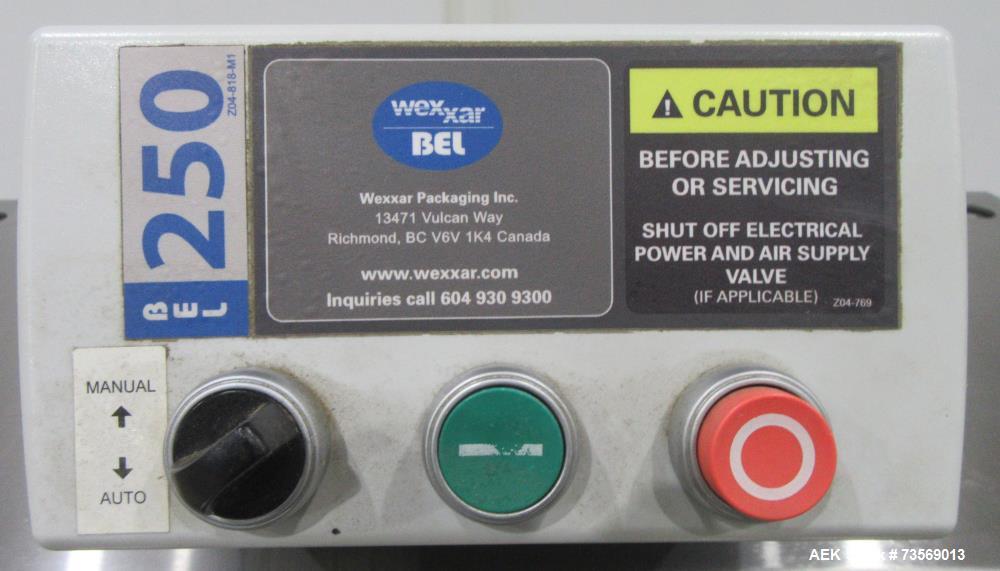 BEL 250
Z04-818-M1
wexxar
BEL
Wexxar Packaging Inc.
13471 Vulcan Way
Richmond, BC V6V 1K4 Canada
www.wexxar.com
Inquiries call 604 930 9300
CAUTION
BEFORE ADJUSTING
OR SERVICING
SHUT OFF ELECTRICAL
POWER AND AIR SUPPLY
VALVE
(IF APPLICABLE)
Z04-769
MANUAL
AUTO
AEK # 73569013